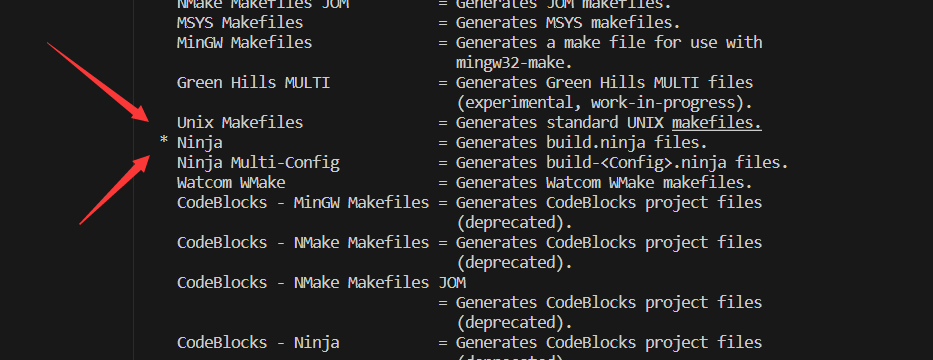 NMake Makefiles JOM = Generates JOM makefiles.
MSYS Makefiles = Generates MSYS makefiles.
MinGW Makefiles = Generates a make file for use with
mingw32-make.
Green Hills MULTI = Generates Green Hills MULTI files
(experimental, work-in-progress).
Unix Makefiles = Generates standard UNIX makefiles.
* Ninja = Generates build.ninja files.
Ninja Multi-Config = Generates build-<Config>.ninja files.
Watcom WMake = Generates Watcom WMake makefiles.
CodeBlocks - MinGW Makefiles = Generates CodeBlocks project files
(deprecated).
CodeBlocks - NMake Makefiles = Generates CodeBlocks project files
(deprecated).
CodeBlocks - NMake Makefiles JOM
= Generates CodeBlocks project files
(deprecated).
CodeBlocks - Ninja = Generates CodeBlocks project files
(deprecated)